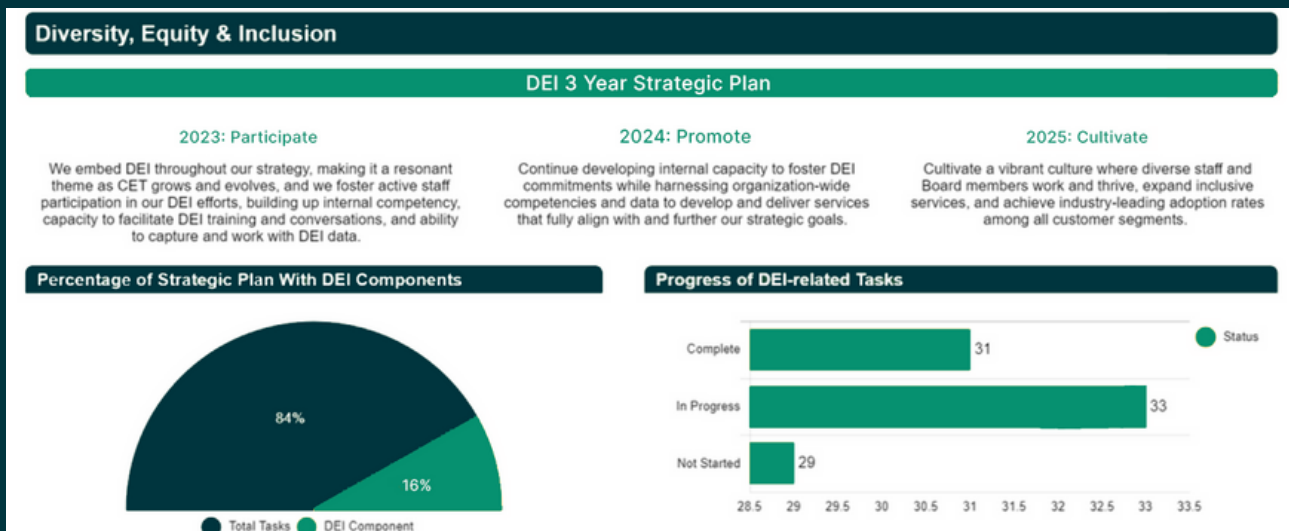 Diversity, Equity & Inclusion
DEI 3 Year Strategic Plan
2023: Participate
We embed DEI throughout our strategy, making it a resonant
theme as CET grows and evolves, and we foster active staff
participation in our DEI efforts, building up internal competency,
capacity to facilitate DEI training and conversations, and ability
to capture and work with DEI data.
2024: Promote
Continue developing internal capacity to foster DEI
commitments while harnessing organization-wide
competencies and data to develop and deliver services
that fully align with and further our strategic goals.
2025: Cultivate
Cultivate a vibrant culture where diverse staff and
Board members work and thrive, expand inclusive
services, and achieve industry-leading adoption rates
among all customer segments.
Percentage of Strategic Plan With DEI Components
84%
16%
Total Tasks DEI Component
Progress of DEI-related Tasks
Complete 31
In Progress 33
Not Started 29
28.5 29 29.5 30 30.5 31 31.5 32 32.5 33 33.5
Status